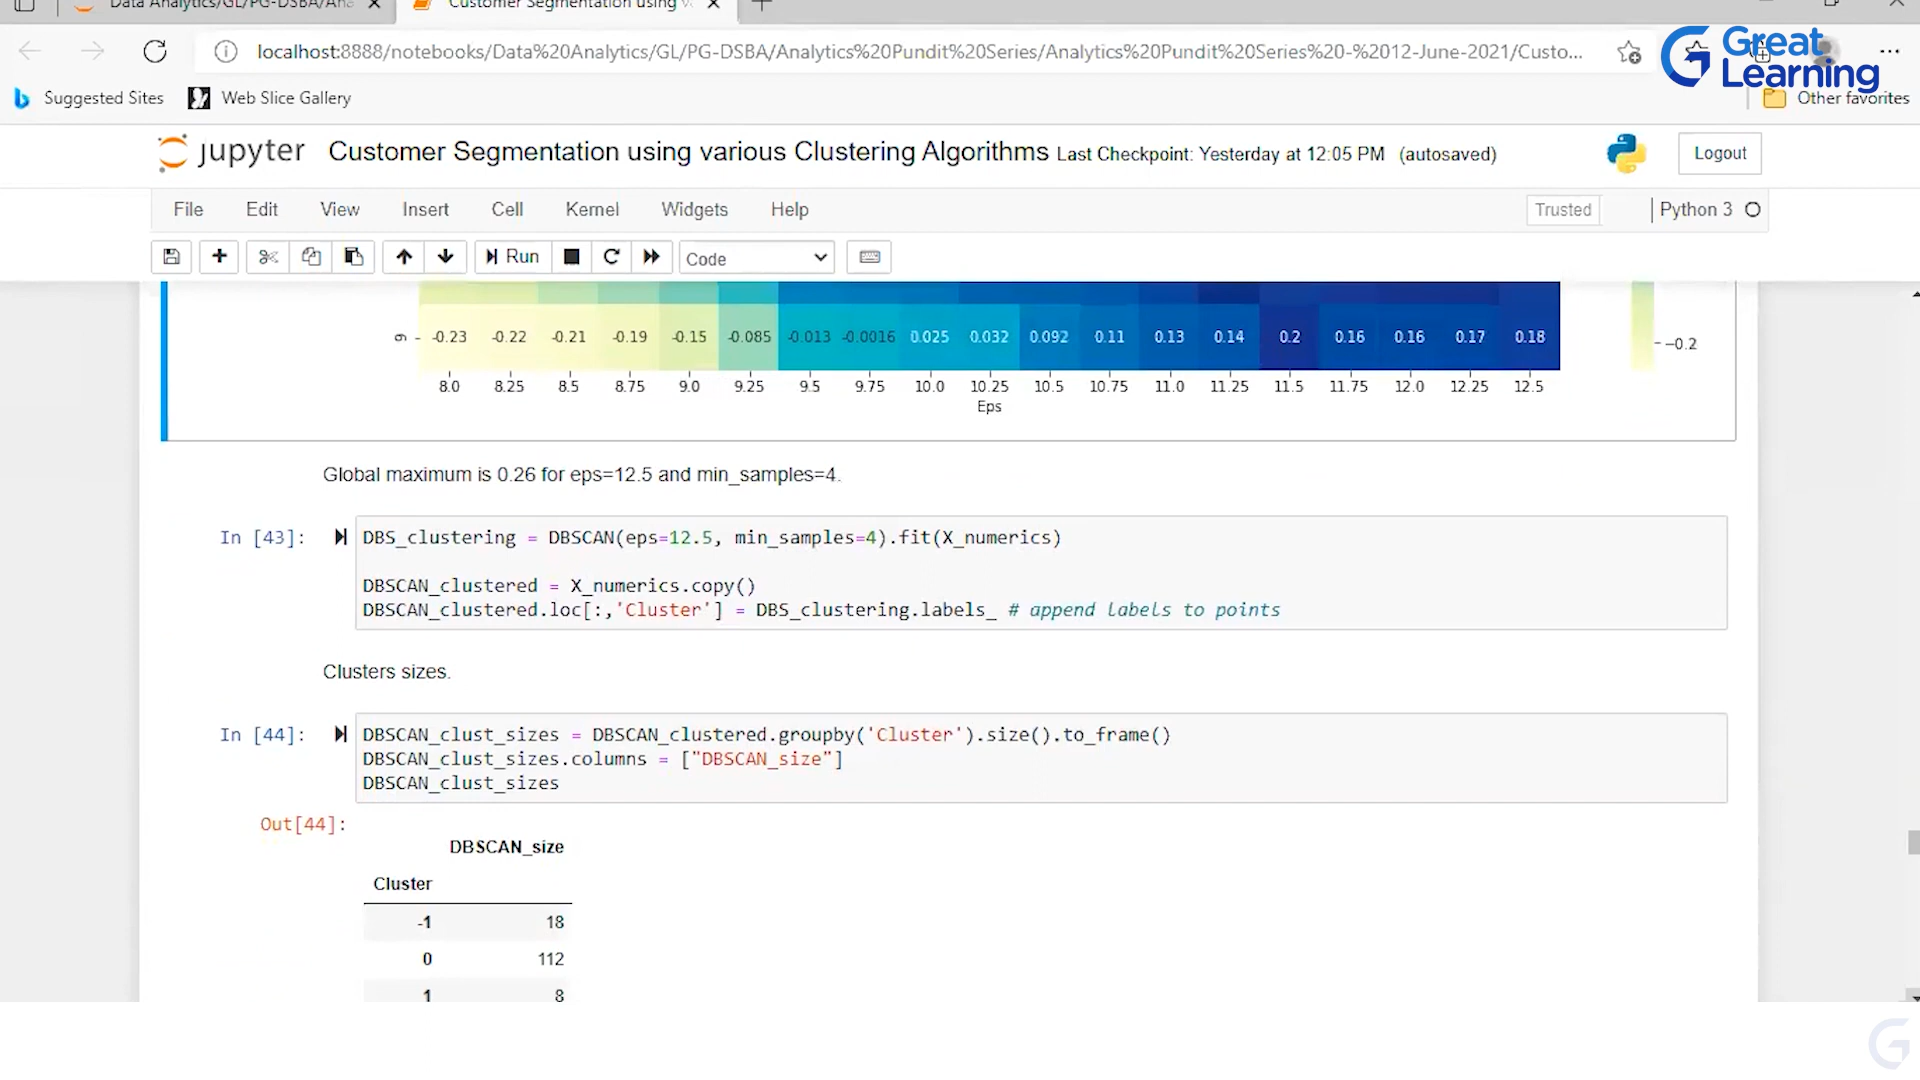 Data Analytics/GL/PG-DSBA/Ana
Customer Segmentation using v
localhost:8888/notebooks/Data%20Analytics/GL/PG-DSBA/Analytics%20Pundit%20Series/Analytics%20Pundit%20Series%20-%2012-June-2021/Custo...
Great Learning
Suggested Sites Web Slice Gallery Other favorites
jupyter Customer Segmentation using various Clustering Algorithms Last Checkpoint: Yesterday at 12:05 PM (autosaved) Logout
File Edit View Insert Cell Kernel Widgets Help Trusted Python 3
Run Code
9 -0.23 -0.22 -0.21 -0.19 -0.15 -0.085 -0.013 -0.0016 0.025 0.032 0.092 0.11 0.13 0.14 0.2 0.16 0.16 0.17 0.18 -0.2
8.0 8.25 8.5 8.75 9.0 9.25 9.5 9.75 10.0 10.25 10.5 10.75 11.0 11.25 11.5 11.75 12.0 12.25 12.5
Eps
Global maximum is 0.26 for eps=12.5 and min_samples=4.
In [43]: DBS_clustering = DBSCAN(eps=12.5, min_samples=4).fit(X_numerics)
DBSCAN_clustered = X_numerics.copy()
DBSCAN_clustered.loc[:,'Cluster'] = DBS_clustering.labels_ # append labels to points
Clusters sizes.
In [44]: DBSCAN_clust_sizes = DBSCAN_clustered.groupby('Cluster').size().to_frame()
DBSCAN_clust_sizes.columns = ["DBSCAN_size"]
DBSCAN_clust_sizes
Out[44]:
DBSCAN_size
Cluster
-1 18
0 112
1 8